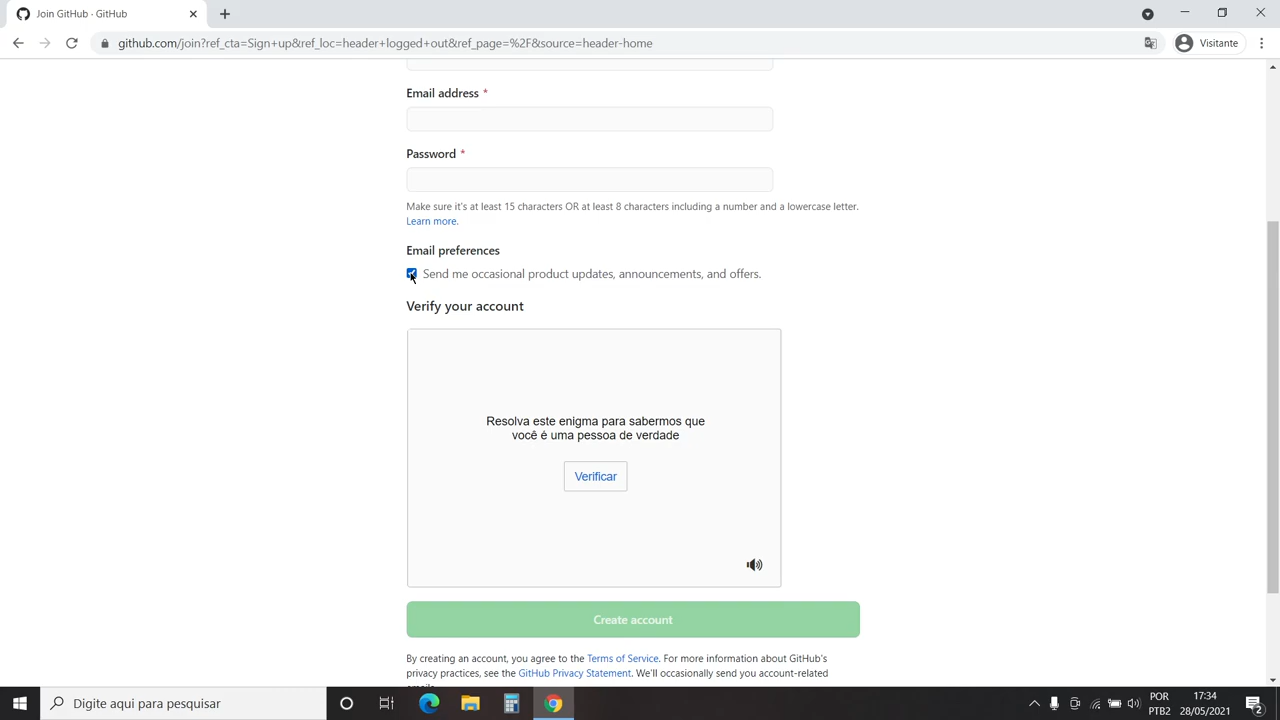 Join GitHub · GitHub
github.com/join?ref_cta=Sign+up&ref_loc=header+logged+out&ref_page=%2F&source=header-home
Visitante
Email address *
Password *
Make sure it's at least 15 characters OR at least 8 characters including a number and a lowercase letter.
Learn more.
Email preferences
Send me occasional product updates, announcements, and offers.
Verify your account
Resolva este enigma para sabermos que
você é uma pessoa de verdade
Verificar
Create account
By creating an account, you agree to the Terms of Service. For more information about GitHub's
privacy practices, see the GitHub Privacy Statement. We'll occasionally send you account-related
Digite aqui para pesquisar
POR
PTB2
17:34
28/05/2021
2